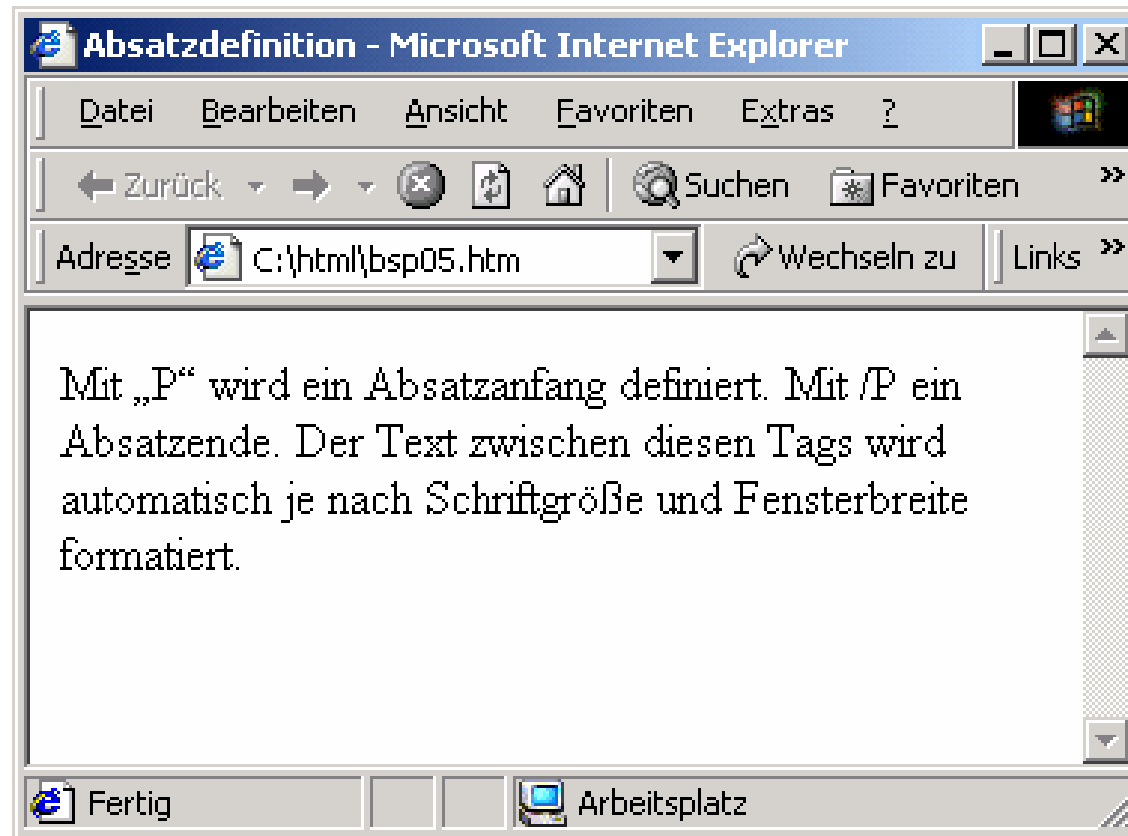 Absatzdefinition - Microsoft Internet Explorer
Datei Bearbeiten Ansicht Favoriten Extras ?
Zurück Suchen Favoriten »
Adresse C:\html\bsp05.htm Wechseln zu Links »
Mit „P“ wird ein Absatzanfang definiert. Mit /P ein
Absatzende. Der Text zwischen diesen Tags wird
automatisch je nach Schriftgröße und Fensterbreite
formatiert.
Fertig Arbeitsplatz